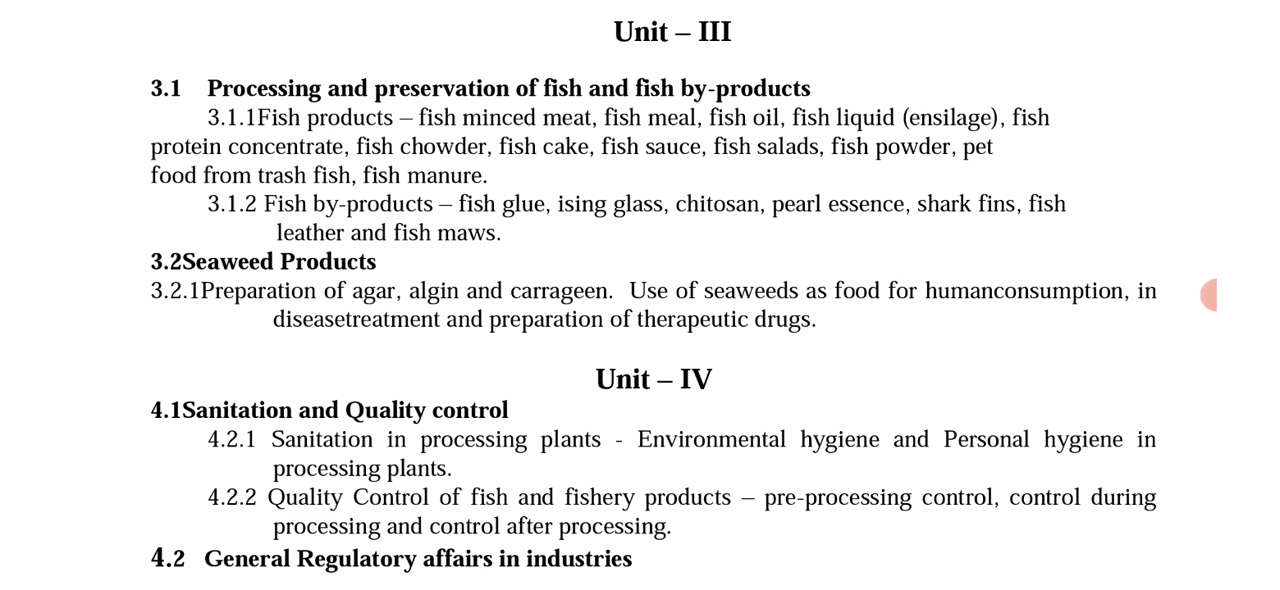 Unit – III
3.1 Processing and preservation of fish and fish by-products
3.1.1Fish products – fish minced meat, fish meal, fish oil, fish liquid (ensilage), fish
protein concentrate, fish chowder, fish cake, fish sauce, fish salads, fish powder, pet
food from trash fish, fish manure.
3.1.2 Fish by-products – fish glue, ising glass, chitosan, pearl essence, shark fins, fish
leather and fish maws.
3.2Seaweed Products
3.2.1Preparation of agar, algin and carrageen. Use of seaweeds as food for humanconsumption, in
diseasetreatment and preparation of therapeutic drugs.
Unit – IV
4.1Sanitation and Quality control
4.2.1 Sanitation in processing plants - Environmental hygiene and Personal hygiene in
processing plants.
4.2.2 Quality Control of fish and fishery products – pre-processing control, control during
processing and control after processing.
4.2 General Regulatory affairs in industries